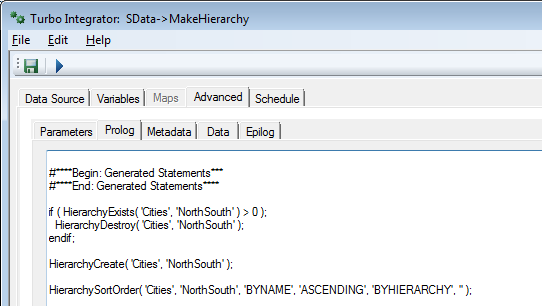 Turbo Integrator: SData->MakeHierarchy
File Edit Help
Data Source Variables Maps Advanced Schedule
Parameters Prolog Metadata Data Epilog
#****Begin: Generated Statements***
#****End: Generated Statements****
if ( HierarchyExists( 'Cities', 'NorthSouth' ) > 0 );
HierarchyDestroy( 'Cities', 'NorthSouth' );
endif;
HierarchyCreate( 'Cities', 'NorthSouth' );
HierarchySortOrder( 'Cities', 'NorthSouth', 'BYNAME', 'ASCENDING', 'BYHIERARCHY', '' );